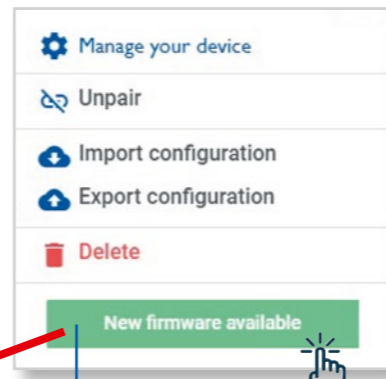 Manage your device
Unpair
Import configuration
Export configuration
Delete
New firmware available